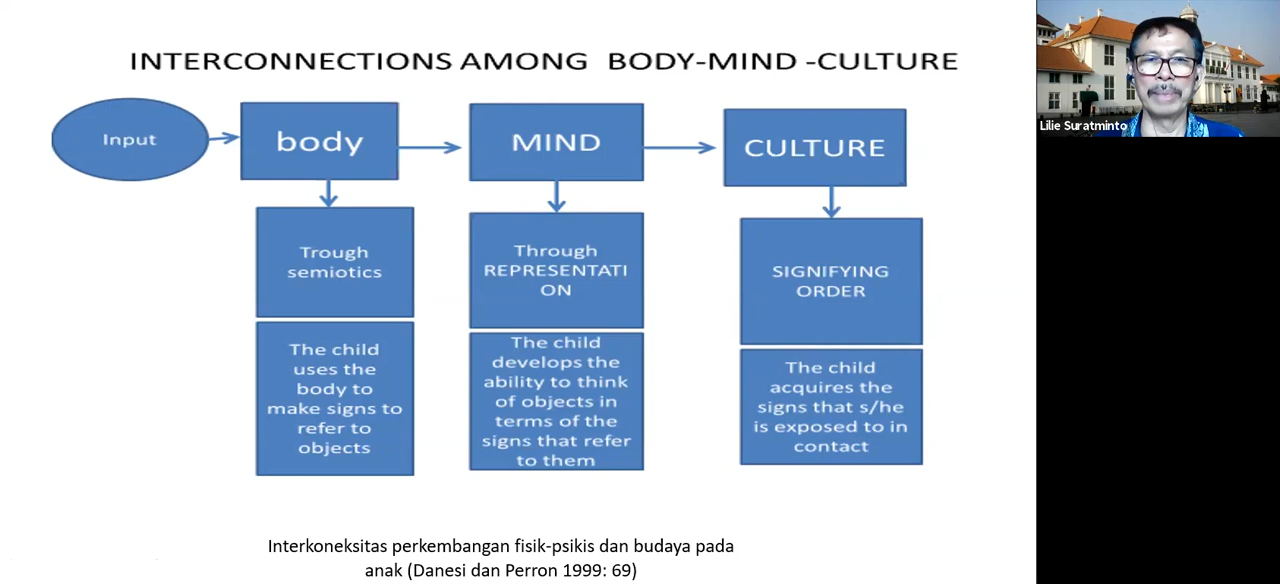 INTERCONNECTIONS AMONG BODY-MIND -CULTURE
Input
body
MIND
CULTURE
Trough
semiotics
Through
REPRESENTATI
ON
SIGNIFYING
ORDER
The child
uses the
body to
make signs to
refer to
objects
The child
develops the
ability to think
of objects in
terms of the
signs that refer
to them
The child
acquires the
signs that s/he
is exposed to in
contact
Interkoneksitas perkembangan fisik-psikis dan budaya pada
anak (Danesi dan Perron 1999: 69)
Lilie Suratminto